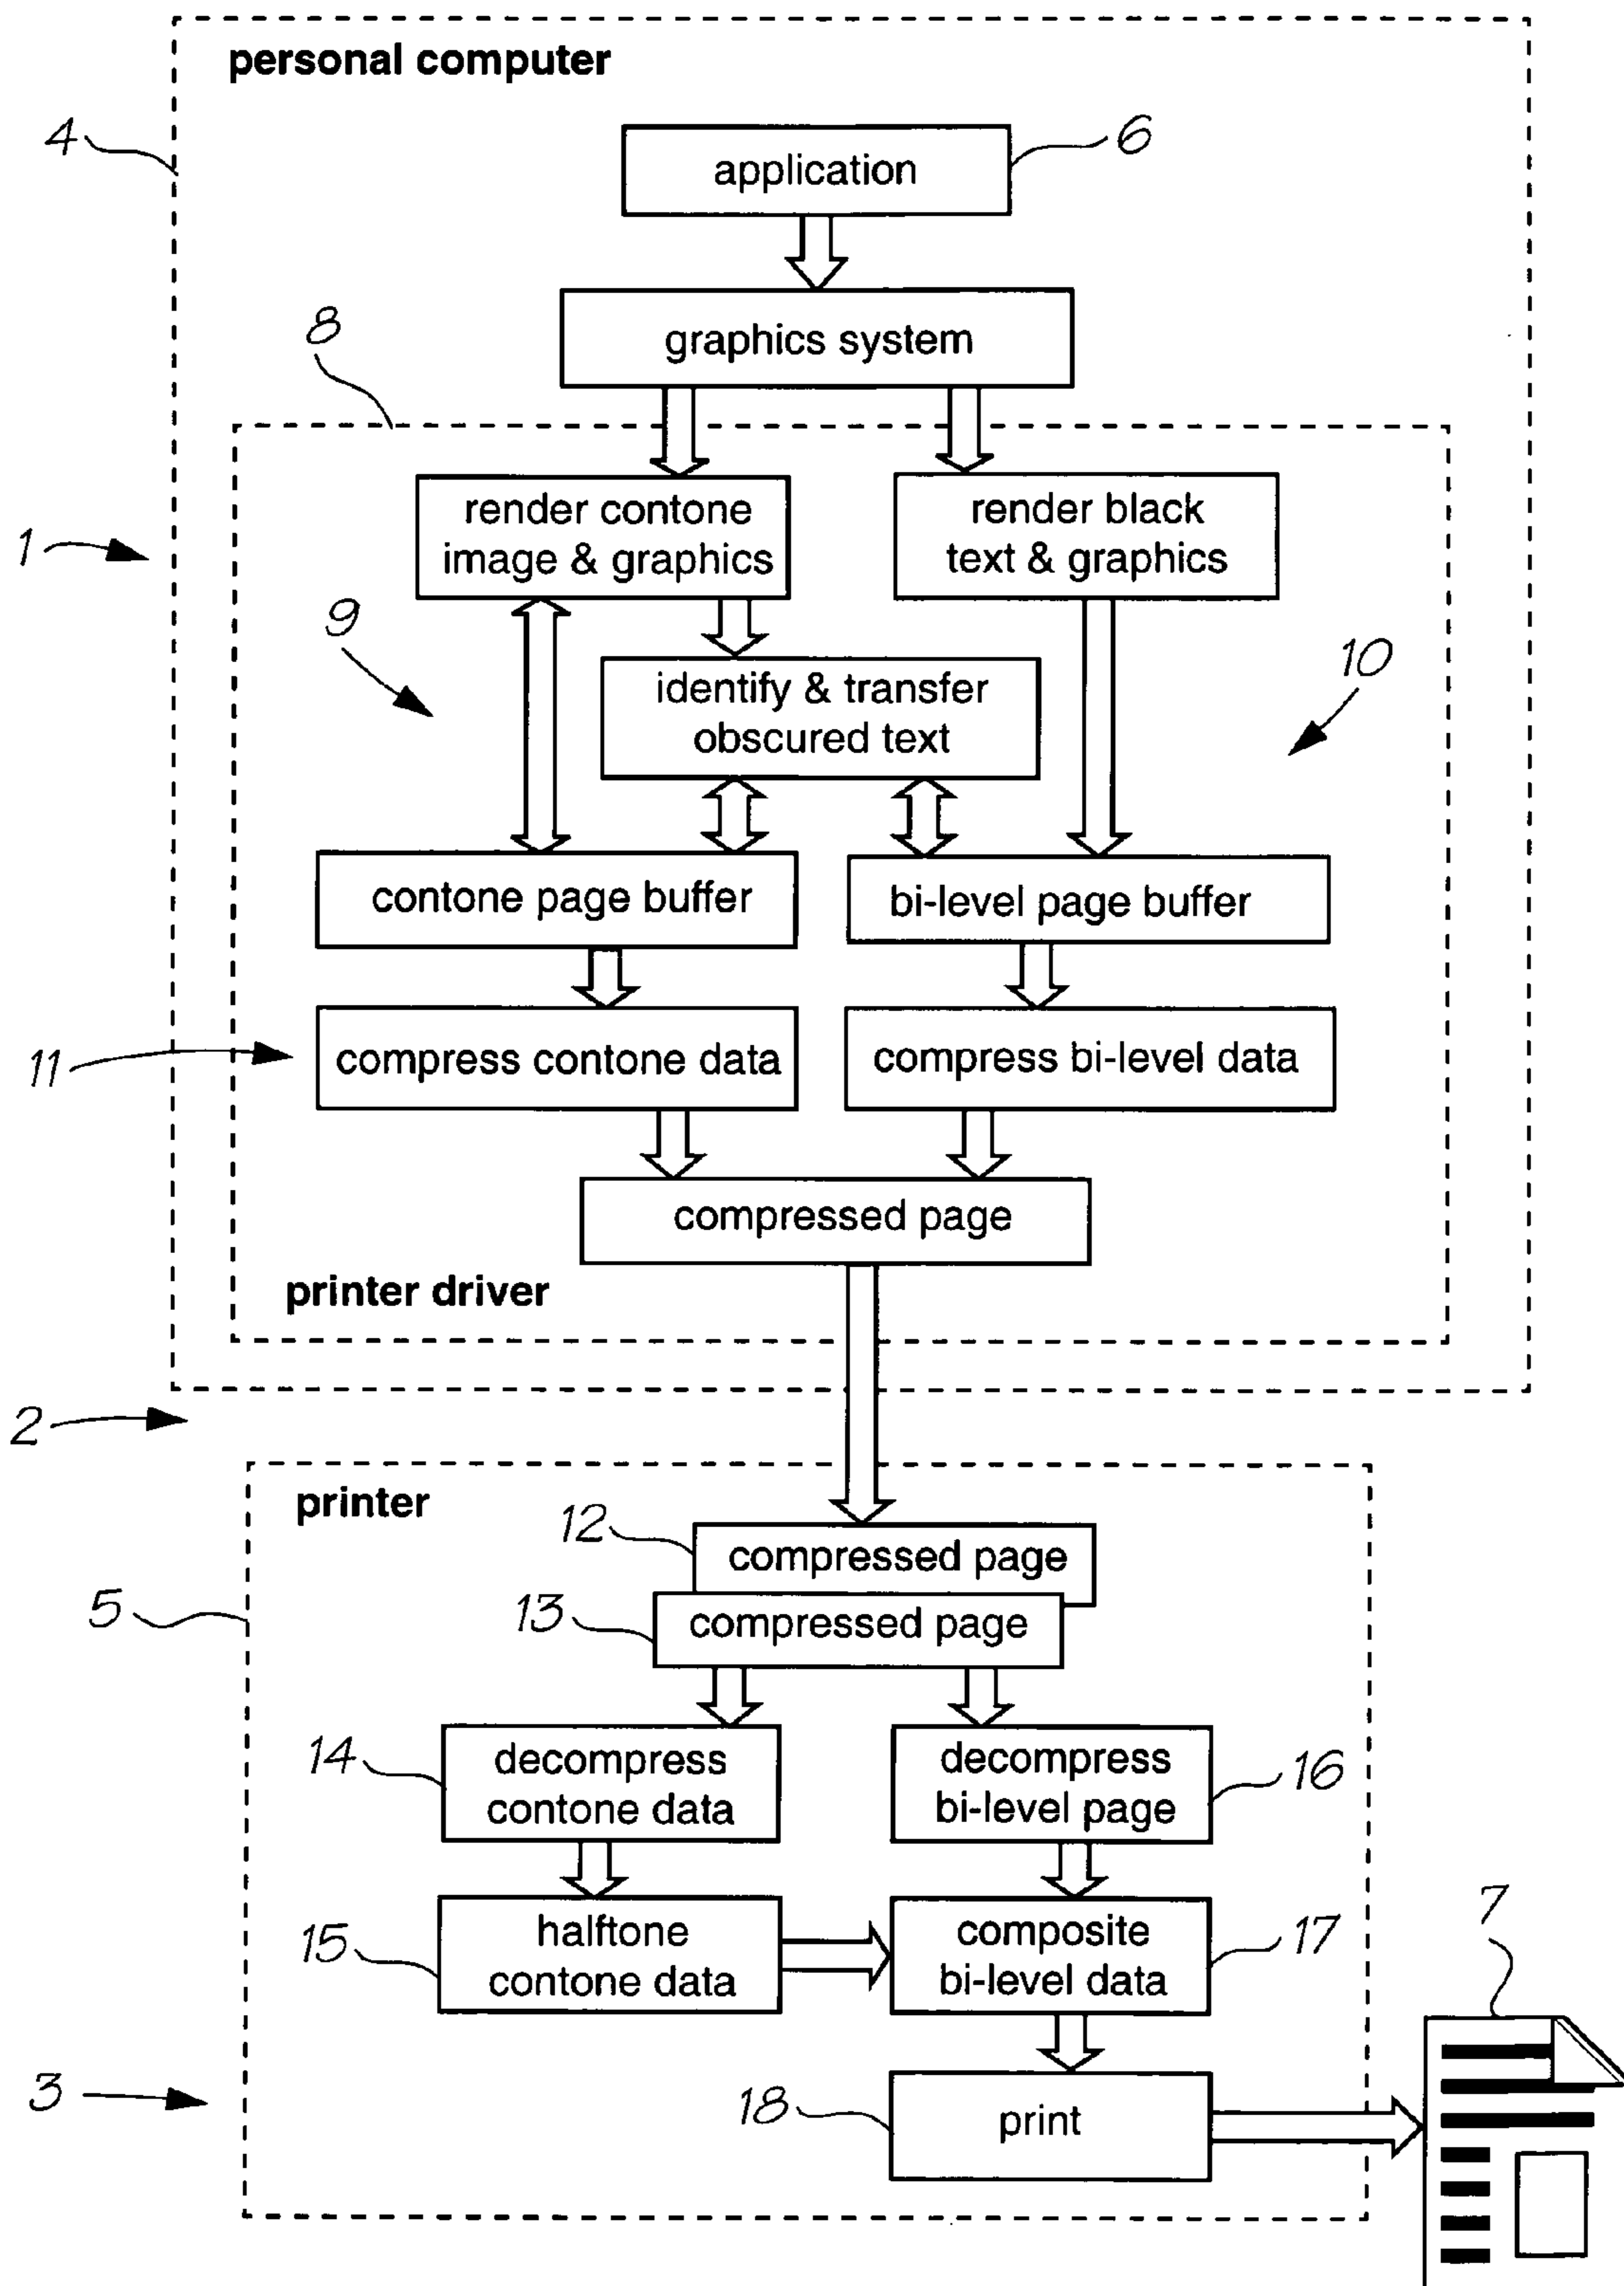 personal computer
4
application
6
graphics system
8
render contone
image & graphics
render black
text & graphics
1
9
identify & transfer
obscured text
10
contone page buffer
bi-level page buffer
11
compress contone data
compress bi-level data
compressed page
printer driver
2
printer
12
compressed page
5
13
compressed page
14
decompress
contone data
decompress
bi-level page
16
15
halftone
contone data
composite
bi-level data
17
7
3
18
print